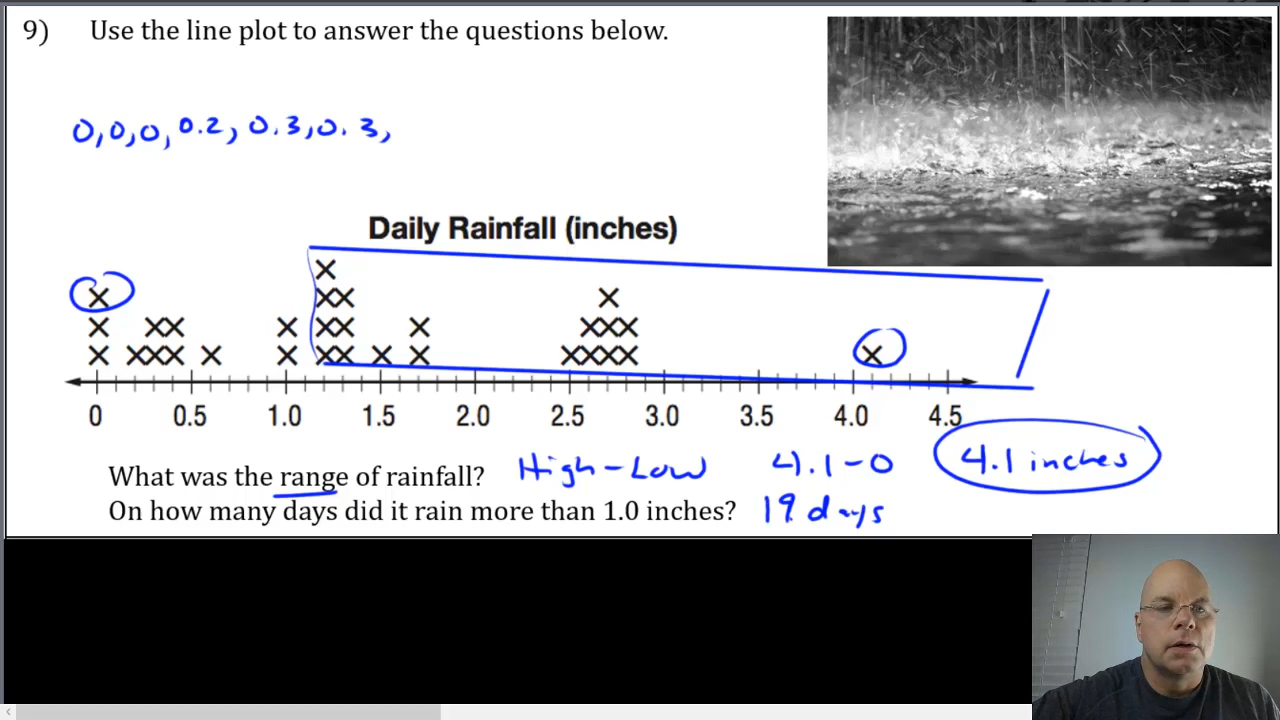 9) Use the line plot to answer the questions below.
0, 0, 0, 0.2, 0.3, 0.3,
Daily Rainfall (inches)
0 0.5 1.0 1.5 2.0 2.5 3.0 3.5 4.0 4.5
What was the range of rainfall? High-Low 4.1-0 4.1 inches
On how many days did it rain more than 1.0 inches? 19 days